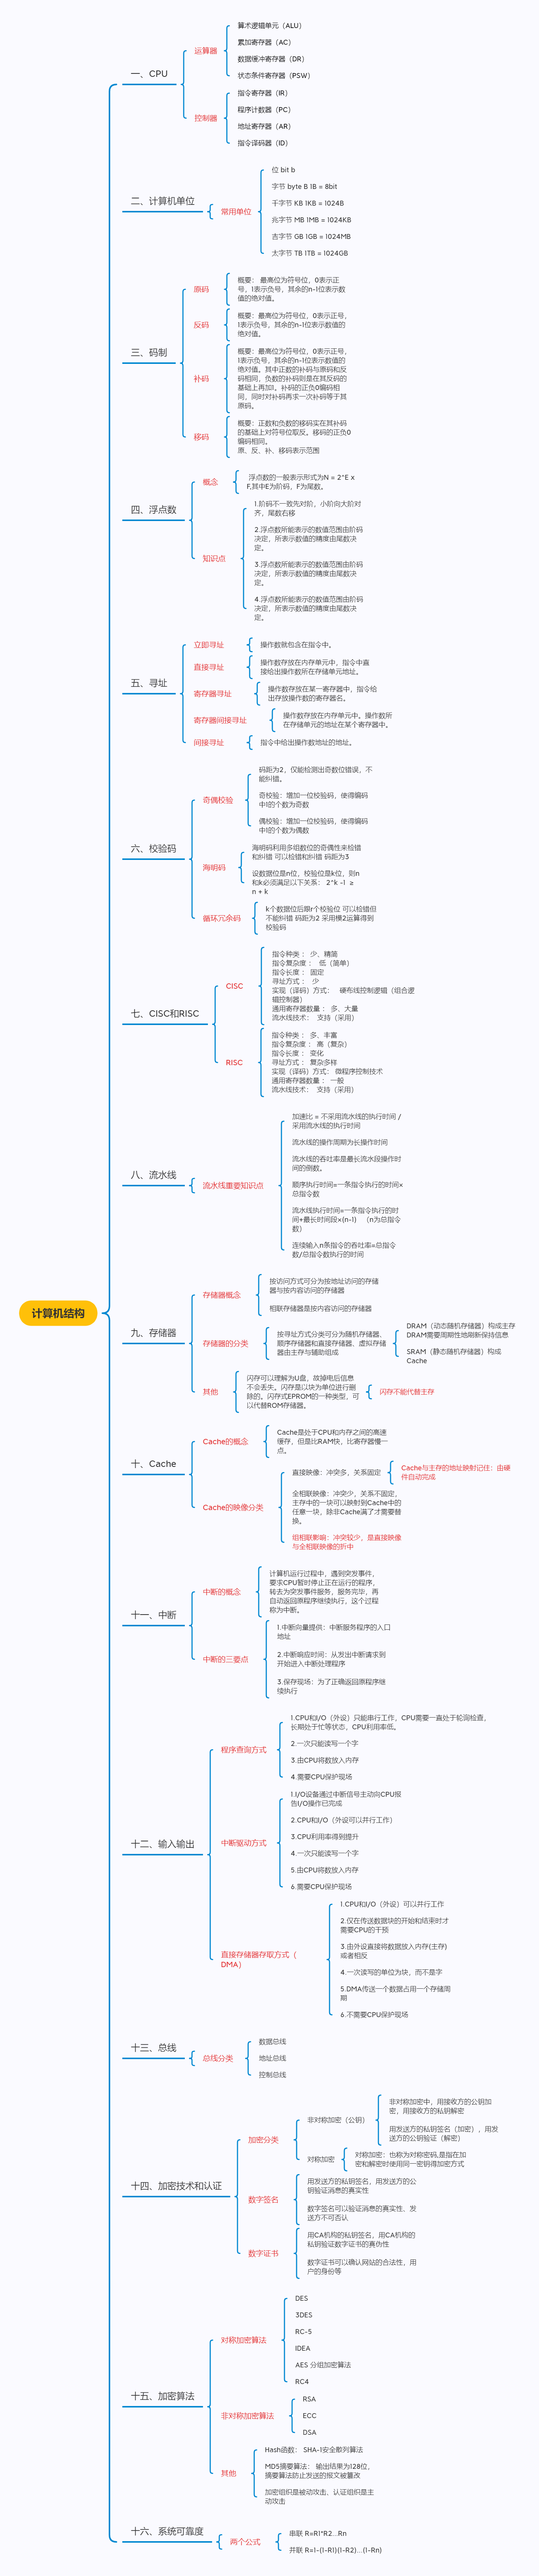 计算机结构
一、CPU
运算器
算术逻辑单元（ALU）
累加寄存器（AC）
数据缓冲寄存器（DR）
状态条件寄存器（PSW）
控制器
指令寄存器（IR）
程序计数器（PC）
地址寄存器（AR）
指令译码器（ID）
二、计算机单位
常用单位
位 bit b
字节 byte B 1B = 8bit
千字节 KB 1KB = 1024B
兆字节 MB 1MB = 1024KB
吉字节 GB 1GB = 1024MB
太字节 TB 1TB = 1024GB
三、码制
原码
概要： 最高位为符号位，0表示正
号，1表示负号，其余的n-1位表示数
值的绝对值。
反码
概要：最高位为符号位，0表示正号，
1表示负号，其余的n-1位表示数值的
绝对值。
补码
概要：最高位为符号位，0表示正号，
1表示负号，其余的n-1位表示数值的
绝对值。其中正数的补码与原码和反
码相同，负数的补码则是在其反码的
基础上再加1。补码的正负0编码相
同，同时对补码再求一次补码等于其
原码。
移码
概要：正数和负数的移码实在其补码
的基础上对符号位取反。移码的正负0
编码相同。
原、反、补、移码表示范围
四、浮点数
概念
浮点数的一般表示形式为N = 2^E x
F,其中E为阶码，F为尾数。
知识点
1.阶码不一致先对阶，小阶向大阶对
齐，尾数右移
2.浮点数所能表示的数值范围由阶码
决定，所表示数值的精度由尾数决
定。
3.浮点数所能表示的数值范围由阶码
决定，所表示数值的精度由尾数决
定。
4.浮点数所能表示的数值范围由阶码
决定，所表示数值的精度由尾数决
定。
五、寻址
立即寻址
操作数就包含在指令中。
直接寻址
操作数存放在内存单元中，指令中直
接给出操作数所在存储单元地址。
寄存器寻址
操作数存放在某一寄存器中，指令给
出存放操作数的寄存器名。
寄存器间接寻址
操作数存放在内存单元中。操作数所
在存储单元的地址在某个寄存器中。
间接寻址
指令中给出操作数地址的地址。
六、校验码
奇偶校验
码距为2，仅能检测出奇数位错误，不
能纠错。
奇校验：增加一位校验码，使得编码
中1的个数为奇数
偶校验：增加一位校验码，使得编码
中1的个数为偶数
海明码
海明码利用多组数位的奇偶性来检错
和纠错 可以检错和纠错 码距为3
设数据位是n位，校验位是k位，则n
和k必须满足以下关系： 2^k -1 ≥
n + k
循环冗余码
k个数据位后跟r个校验位 可以检错但
不能纠错 码距为2 采用模2运算得到
校验码
七、CISC和RISC
CISC
指令种类 ： 少、精简
指令复杂度 ： 低（简单）
指令长度 ： 固定
寻址方式 ： 少
实现（译码）方式： 硬布线控制逻辑（组合逻
辑控制器）
通用寄存器数量 ： 多、大量
流水线技术： 支持（采用）
RISC
指令种类 ： 多、丰富
指令复杂度 ： 高（复杂）
指令长度 ： 变化
寻址方式 ： 复杂多样
实现（译码）方式： 微程序控制技术
通用寄存器数量 ： 一般
流水线技术： 支持（采用）
八、流水线
流水线重要知识点
加速比 = 不采用流水线的执行时间 /
采用流水线的执行时间
流水线的操作周期为长操作时间
流水线的吞吐率是最长流水段操作时
间的倒数。
顺序执行时间=一条指令执行的时间×
总指令数
流水线执行时间=一条指令执行的时
间+最长时间段×(n-1) （n为总指令
数）
连续输入n条指令的吞吐率=总指令
数/总指令数执行的时间
九、存储器
存储器概念
按访问方式可分为按地址访问的存储
器与按内容访问的存储器
相联存储器是按内容访问的存储器
存储器的分类
按寻址方式分类可分为随机存储器、
顺序存储器和直接存储器、虚拟存储
器由主存与辅助组成
DRAM（动态随机存储器）构成主存
DRAM需要周期性地刷新保持信息
SRAM（静态随机存储器）构成
Cache
其他
闪存可以理解为U盘，故掉电后信息
不会丢失。闪存是以块为单位进行删
除的。闪存式EPROM的一种类型，可
以代替ROM存储器。
闪存不能代替主存
十、Cache
Cache的概念
Cache是处于CPU和内存之间的高速
缓存，但是比RAM快，比寄存器慢一
点。
Cache的映像分类
直接映像：冲突多，关系固定
Cache与主存的地址映射记住：由硬
件自动完成
全相联映像：冲突少，关系不固定，
主存中的一块可以映射到Cache中的
任意一块，除非Cache满了才需要替
换。
组相联影响：冲突较少，是直接映像
与全相联映像的折中
十一、中断
中断的概念
计算机运行过程中，遇到突发事件，
要求CPU暂时停止正在运行的程序，
转去为突发事件服务，服务完毕，再
自动返回原程序继续执行，这个过程
称为中断。
中断的三要点
1.中断向量提供：中断服务程序的入口
地址
2.中断响应时间：从发出中断请求到
开始进入中断处理程序
3.保存现场：为了正确返回原程序继
续执行
十二、输入输出
程序查询方式
1.CPU和I/O（外设）只能串行工作，CPU需要一直处于轮询检查，
长期处于忙等状态，CPU利用率低。
2.一次只能读写一个字
3.由CPU将数放入内存
4.需要CPU保护现场
中断驱动方式
1.I/O设备通过中断信号主动向CPU报
告I/O操作已完成
2.CPU和I/O（外设可以并行工作）
3.CPU利用率得到提升
4.一次只能读写一个字
5.由CPU将数放入内存
6.需要CPU保护现场
直接存储器存取方式（
DMA）
1.CPU和I/O（外设）可以并行工作
2.仅在传送数据块的开始和结束时才
需要CPU的干预
3.由外设直接将数据放入内存(主存)
或者相反
4.一次读写的单位为块，而不是字
5.DMA传送一个数据占用一个存储周
期
6.不需要CPU保护现场
十三、总线
总线分类
数据总线
地址总线
控制总线
十四、加密技术和认证
加密分类
非对称加密（公钥）
非对称加密中，用接收方的公钥加
密，用接收方的私钥解密
用发送方的私钥签名（加密），用发
送方的公钥验证（解密）
对称加密
对称加密：也称为对称密码,是指在加
密和解密时使用同一密钥得加密方式
数字签名
用发送方的私钥签名，用发送方的公
钥验证消息的真实性
数字签名可以验证消息的真实性、发
送方不可否认
数字证书
用CA机构的私钥签名，用CA机构的
私钥验证数字证书的真伪性
数字证书可以确认网站的合法性，用
户的身份等
十五、加密算法
对称加密算法
DES
3DES
RC-5
IDEA
AES 分组加密算法
RC4
非对称加密算法
RSA
ECC
DSA
其他
Hash函数： SHA-1安全散列算法
MD5摘要算法： 输出结果为128位，
摘要算法防止发送的报文被篡改
加密组织是被动攻击、认证组织是主
动攻击
十六、系统可靠度
两个公式
串联 R=R1*R2...Rn
并联 R=1-(1-R1)(1-R2)...(1-Rn)